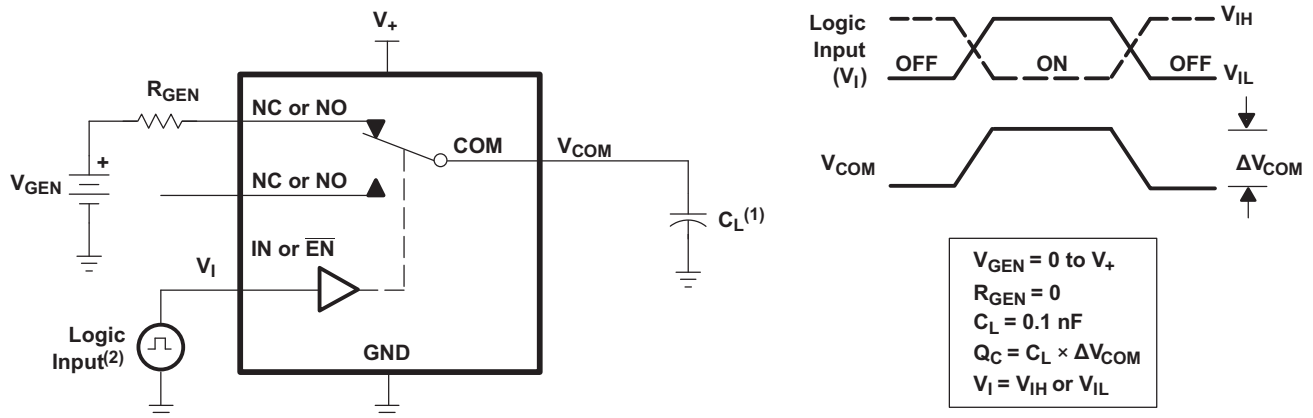 V+
RGEN
NC or NO
COM
VCOM
+
VGEN
NC or NO
CL(1)
IN or EN
VI
Logic
Input(2)
GND
Logic
Input
(VI)
VIH
OFF
ON
OFF
VIL
VCOM
ΔVCOM
VGEN = 0 to V+
RGEN = 0
CL = 0.1 nF
QC = CL × ΔVCOM
VI = VIH or VIL